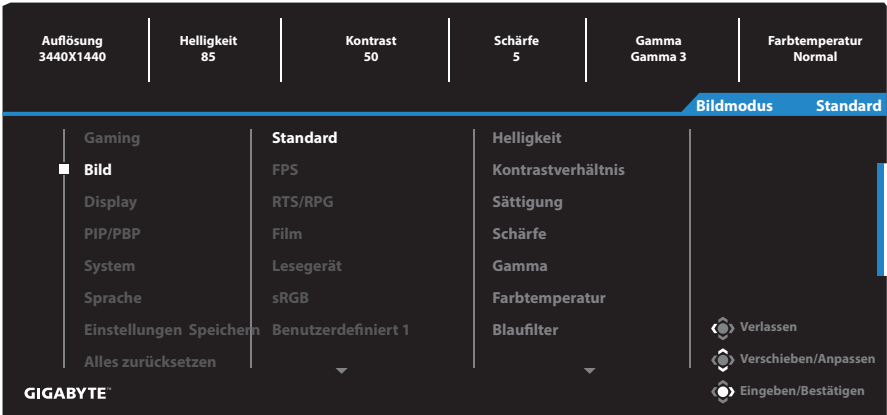 Auflösung Helligkeit Kontrast Schärfe Gamma Farbtemperatur
3440X1440 85 50 5 Gamma 3 Normal
Bildmodus Standard
Gaming Standard Helligkeit
Bild FPS Kontrastverhältnis
Display RTS/RPG Sättigung
PIP/PBP Film Schärfe
System Lesegerät Gamma
Sprache sRGB Farbtemperatur
Einstellungen Speichern Benutzerdefiniert 1 Blaufilter
Alles zurücksetzen
Verlassen
Verschieben/Anpassen
Eingeben/Bestätigen
GIGABYTE™